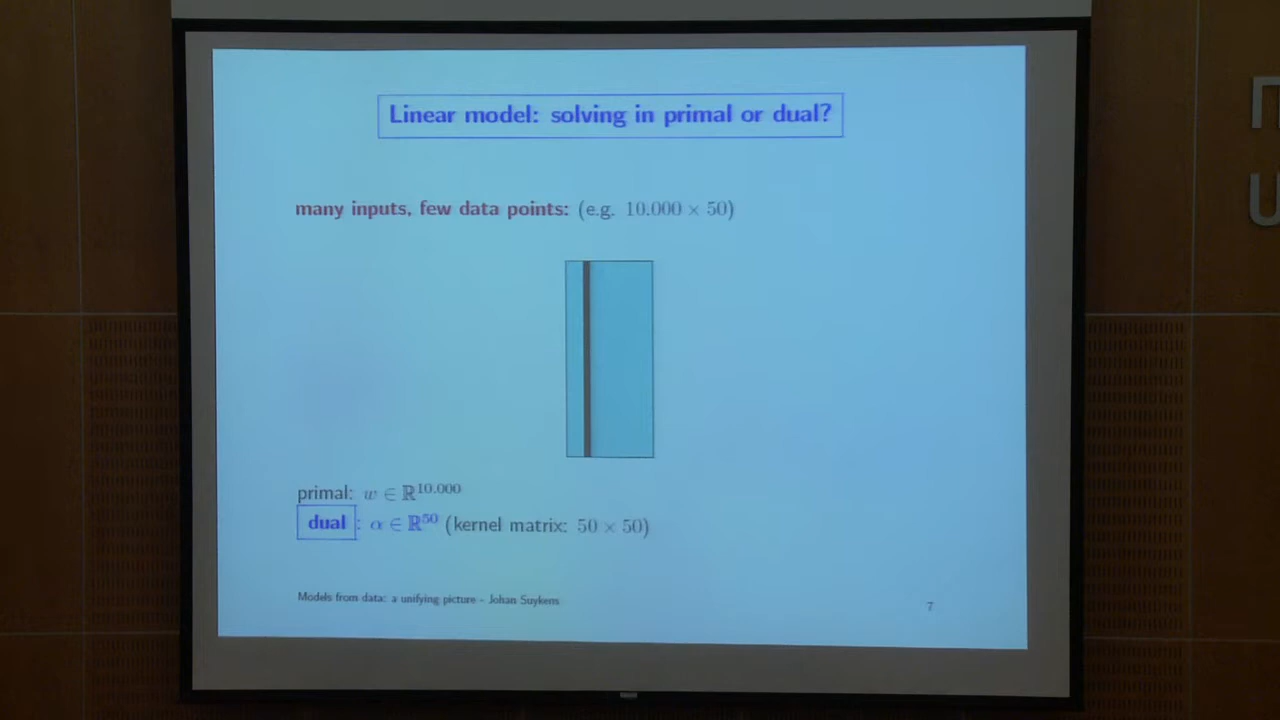 Linear model: solving in primal or dual?
many inputs, few data points: (e.g. 10.000 × 50)
primal: w ∈ ℝ^10.000
dual : α ∈ ℝ^50 (kernel matrix: 50 × 50)
Models from data: a unifying picture - Johan Suykens
7